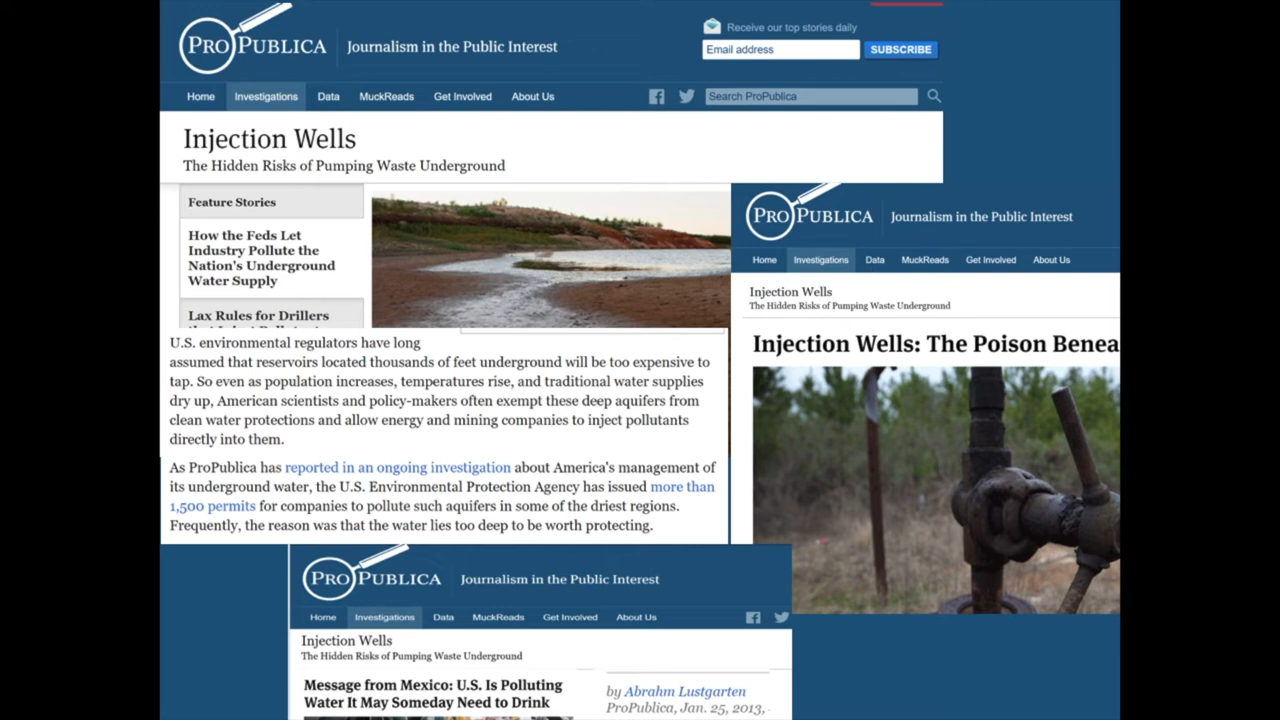 PROPUBLICA
Journalism in the Public Interest
Receive our top stories daily
Email address
SUBSCRIBE
Home Investigations Data MuckReads Get Involved About Us
Search ProPublica
Injection Wells
The Hidden Risks of Pumping Waste Underground
Feature Stories
How the Feds Let
Industry Pollute the
Nation's Underground
Water Supply
Lax Rules for Drillers
U.S. environmental regulators have long
assumed that reservoirs located thousands of feet underground will be too expensive to
tap. So even as population increases, temperatures rise, and traditional water supplies
dry up, American scientists and policy-makers often exempt these deep aquifers from
clean water protections and allow energy and mining companies to inject pollutants
directly into them.
As ProPublica has reported in an ongoing investigation about America's management of
its underground water, the U.S. Environmental Protection Agency has issued more than
1,500 permits for companies to pollute such aquifers in some of the driest regions.
Frequently, the reason was that the water lies too deep to be worth protecting.
PROPUBLICA
Journalism in the Public Interest
Home Investigations Data MuckReads Get Involved About Us
Injection Wells
The Hidden Risks of Pumping Waste Underground
Injection Wells: The Poison Benea
PROPUBLICA
Journalism in the Public Interest
Home Investigations Data MuckReads Get Involved About Us
Injection Wells
The Hidden Risks of Pumping Waste Underground
Message from Mexico: U.S. Is Polluting
Water It May Someday Need to Drink
by Abrahm Lustgarten
ProPublica, Jan. 25, 2013,